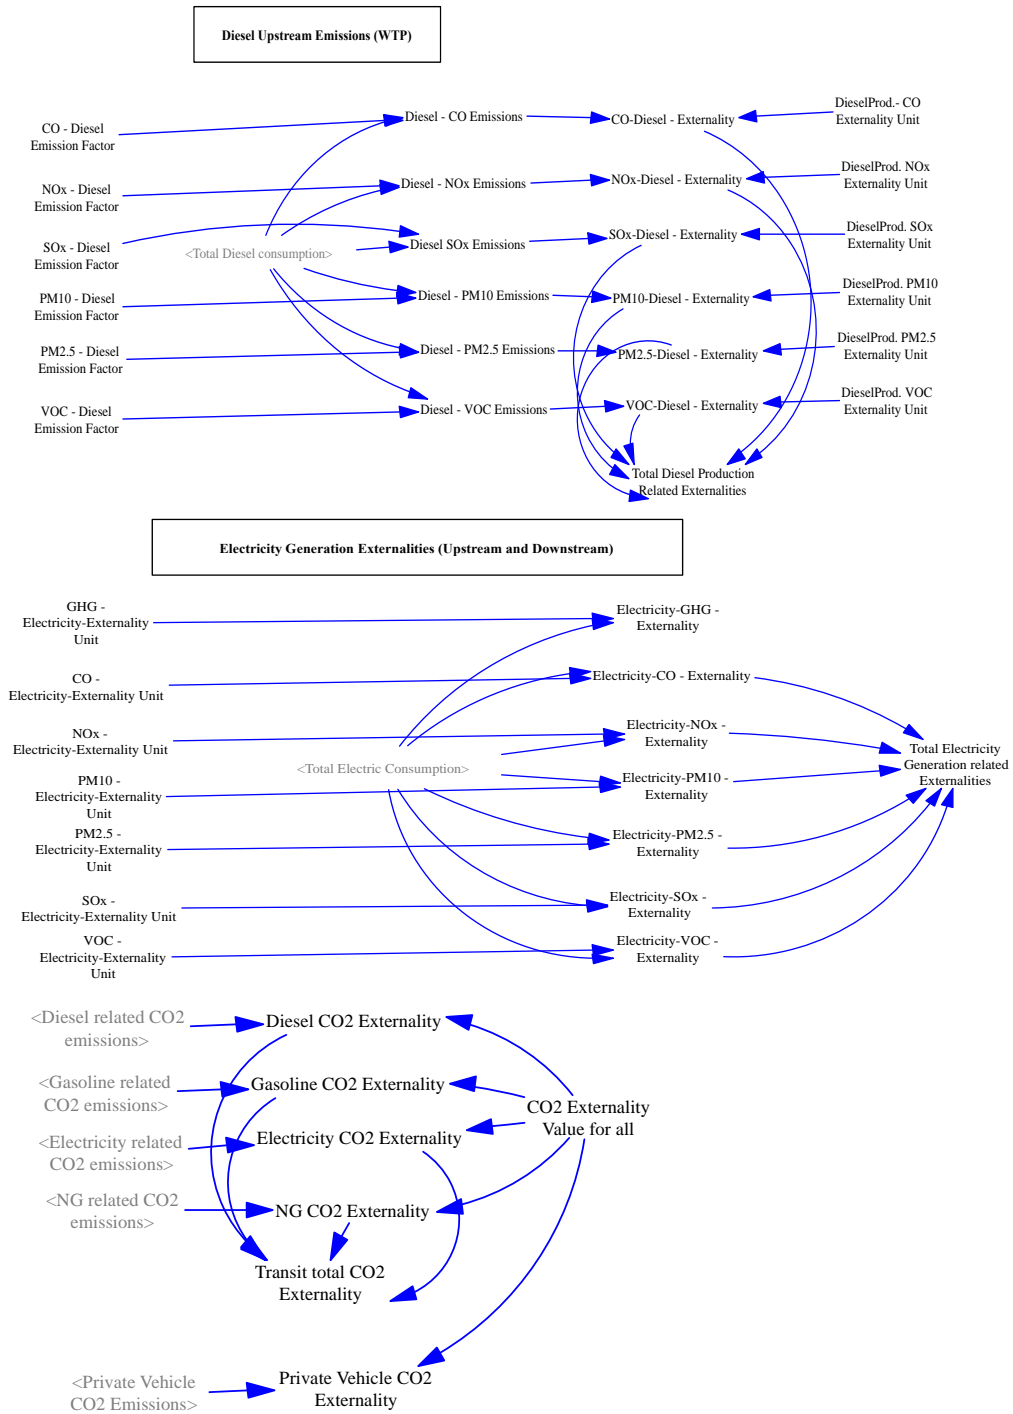 Diesel Upstream Emissions (WTP)
CO - Diesel
Emission Factor
Diesel - CO Emissions
CO-Diesel - Externality
DieselProd.- CO
Externality Unit
NOx - Diesel
Emission Factor
Diesel - NOx Emissions
NOx-Diesel - Externality
DieselProd. NOx
Externality Unit
SOx - Diesel
Emission Factor
<Total Diesel consumption>
Diesel SOx Emissions
SOx-Diesel - Externality
DieselProd. SOx
Externality Unit
PM10 - Diesel
Emission Factor
Diesel - PM10 Emissions
PM10-Diesel - Externality
DieselProd. PM10
Externality Unit
PM2.5 - Diesel
Emission Factor
Diesel - PM2.5 Emissions
PM2.5-Diesel - Externality
DieselProd. PM2.5
Externality Unit
VOC - Diesel
Emission Factor
Diesel - VOC Emissions
VOC-Diesel - Externality
DieselProd. VOC
Externality Unit
Total Diesel Production
Related Externalities
Electricity Generation Externalities (Upstream and Downstream)
GHG -
Electricity-Externality
Unit
Electricity-GHG -
Externality
CO -
Electricity-Externality Unit
Electricity-CO - Externality
NOx -
Electricity-Externality Unit
Electricity-NOx -
Externality
<Total Electric Consumption>
Total Electricity
Generation related
Externalities
PM10 -
Electricity-Externality
Unit
Electricity-PM10 -
Externality
PM2.5 -
Electricity-Externality
Unit
Electricity-PM2.5 -
Externality
SOx -
Electricity-Externality Unit
Electricity-SOx -
Externality
VOC -
Electricity-Externality
Unit
Electricity-VOC -
Externality
<Diesel related CO2
emissions>
Diesel CO2 Externality
<Gasoline related
CO2 emissions>
Gasoline CO2 Externality
CO2 Externality
Value for all
<Electricity related
CO2 emissions>
Electricity CO2 Externality
<NG related CO2
emissions>
NG CO2 Externality
Transit total CO2
Externality
<Private Vehicle
CO2 Emissions>
Private Vehicle CO2
Externality